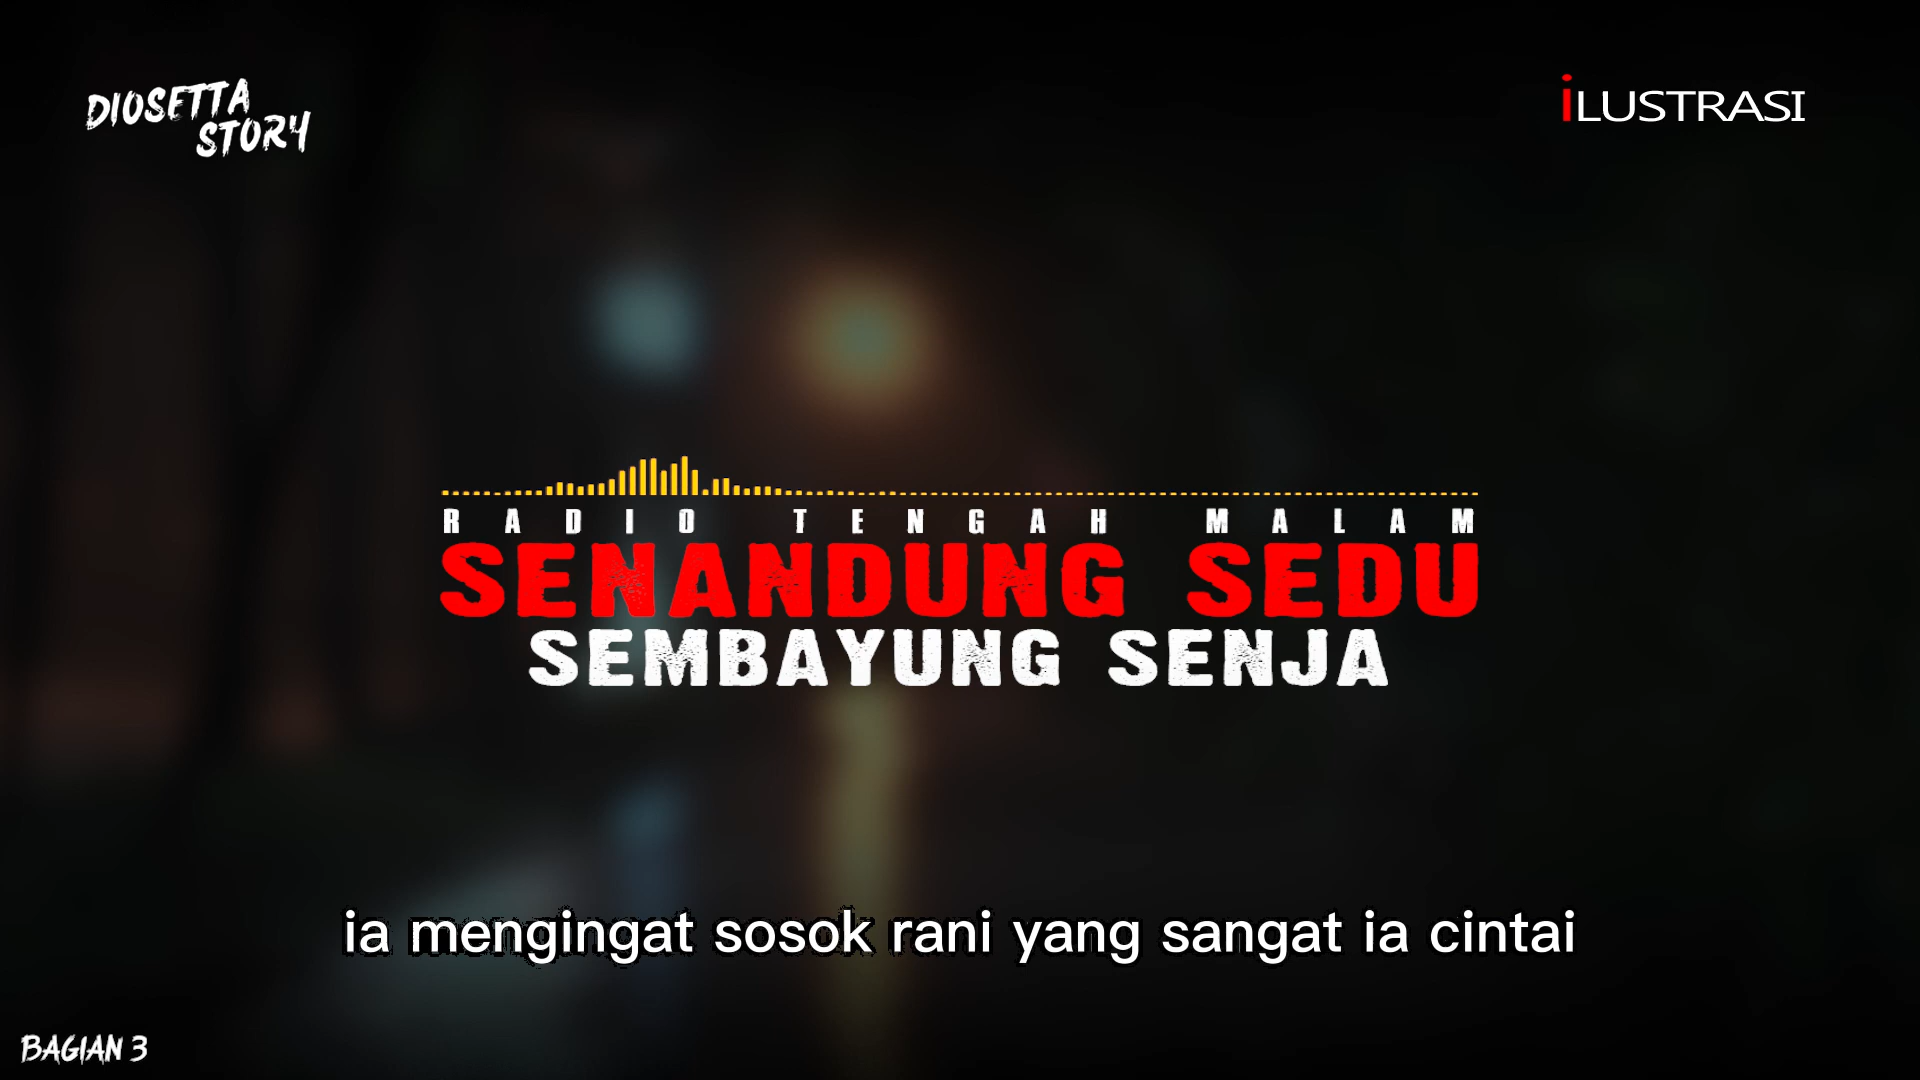 DIOSETTA
STORY
iLUSTRASI
RADIO TENGAH MALAM
SENANDUNG SEDU
SEMBAYUNG SENJA
ia mengingat sosok rani yang sangat ia cintai
BAGIAN 3